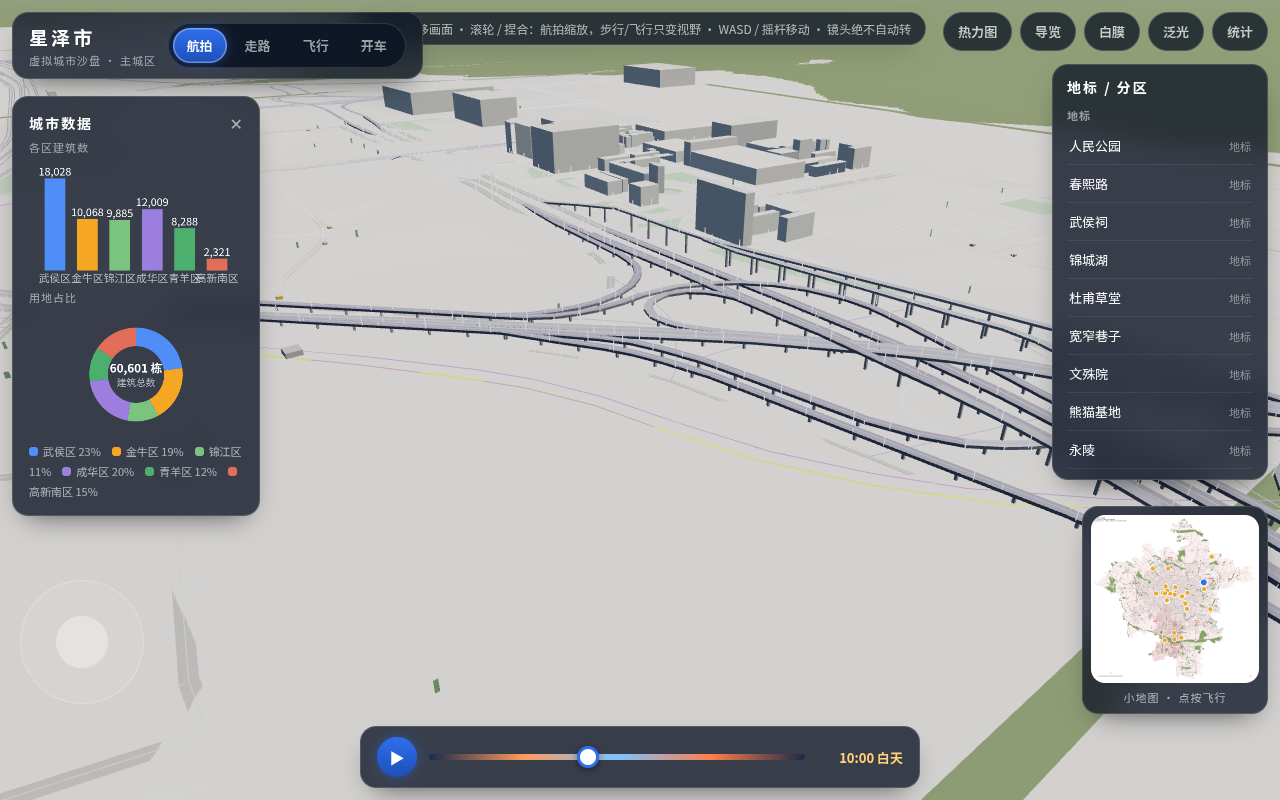 星泽市
虚拟城市沙盘 · 主城区
航拍
走路
飞行
开车
移画面 · 滚轮 / 捏合：航拍缩放，步行/飞行只变视野 · WASD / 摇杆移动 · 镜头绝不自动转
热力图
导览
白膜
泛光
统计
城市数据
×
各区建筑数
18,028
10,068
9,885
12,009
8,288
2,321
武侯区
金牛区
锦江区
成华区
青羊区
高新南区
用地占比
60,601 栋
建筑总数
武侯区 23% 金牛区 19% 锦江区
11% 成华区 20% 青羊区 12%
高新南区 15%
地标 / 分区
地标
人民公园 地标
春熙路 地标
武侯祠 地标
锦城湖 地标
杜甫草堂 地标
宽窄巷子 地标
文殊院 地标
熊猫基地 地标
永陵 地标
小地图 · 点按飞行
10:00 白天